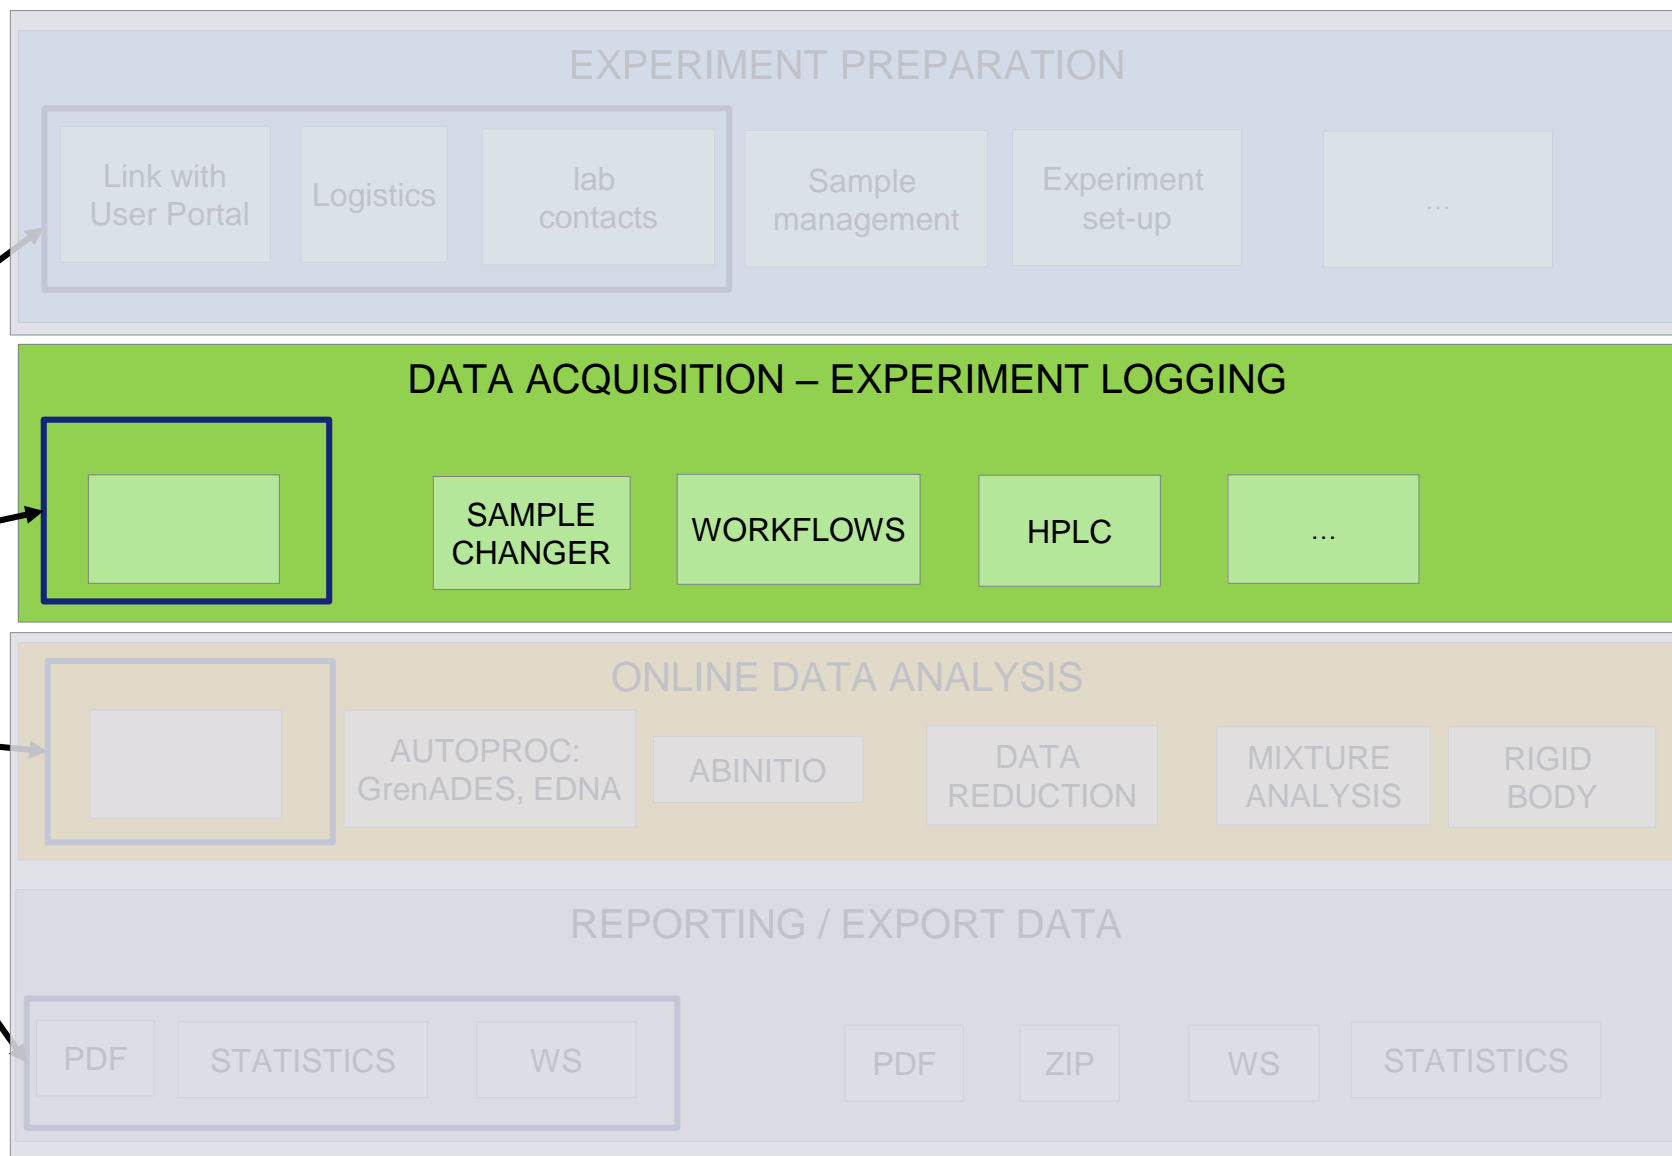 EXPERIMENT PREPARATION
Link with
User Portal
Logistics
lab
contacts
Sample
management
Experiment
set-up
...
DATA ACQUISITION – EXPERIMENT LOGGING
SAMPLE
CHANGER
WORKFLOWS
HPLC
...
ONLINE DATA ANALYSIS
AUTOPROC:
GrenADES, EDNA
ABINITIO
DATA
REDUCTION
MIXTURE
ANALYSIS
RIGID
BODY
REPORTING / EXPORT DATA
PDF
STATISTICS
WS
PDF
ZIP
WS
STATISTICS